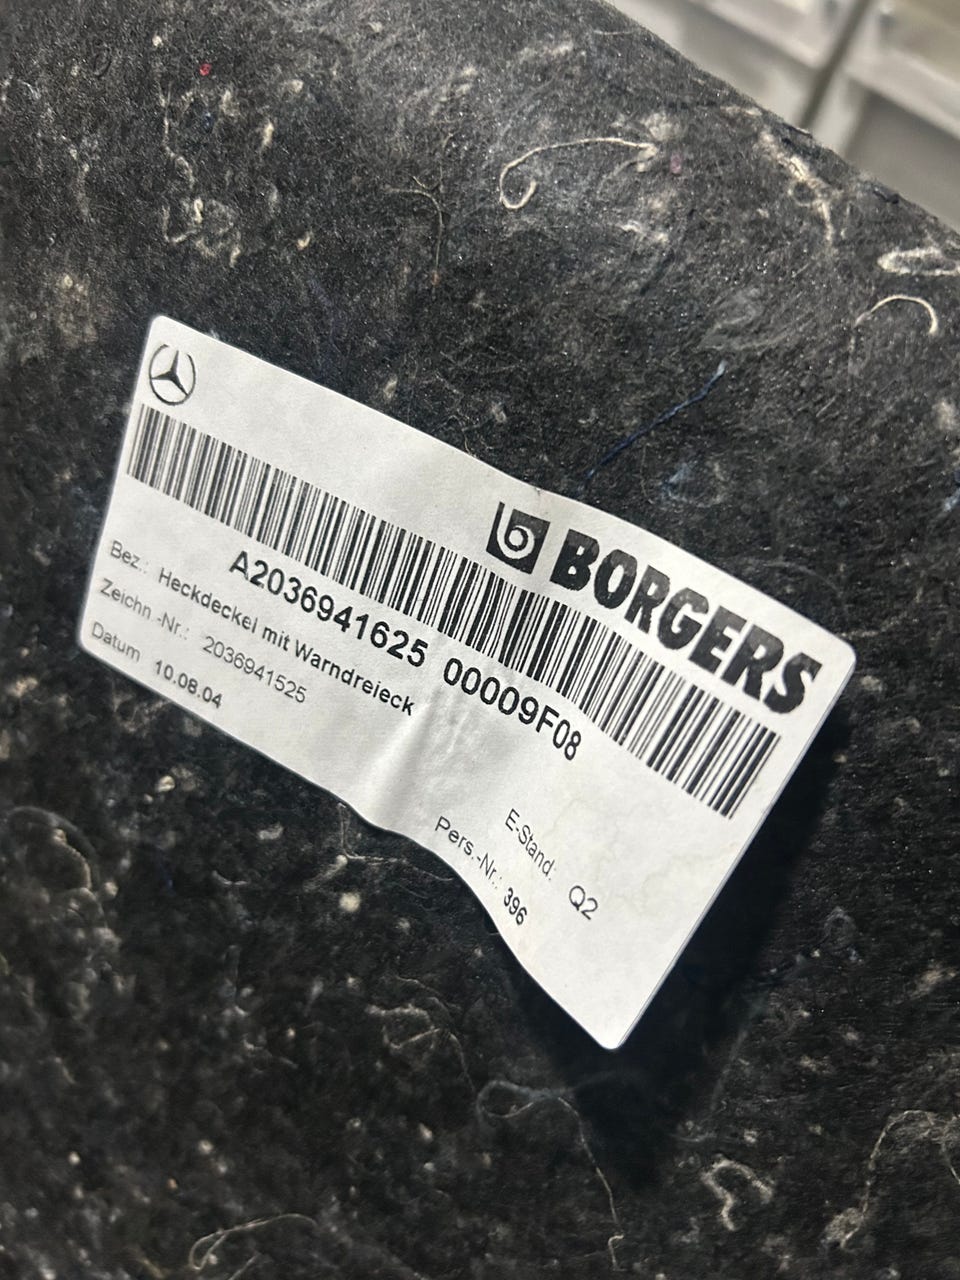 BORGERS
A2036941625 00009F08
Bez.: Heckdeckel mit Warndreieck
Zeichn.-Nr.: 2036941525
Datum 10.08.04
E-Stand: Q2
Pers.-Nr.: 396